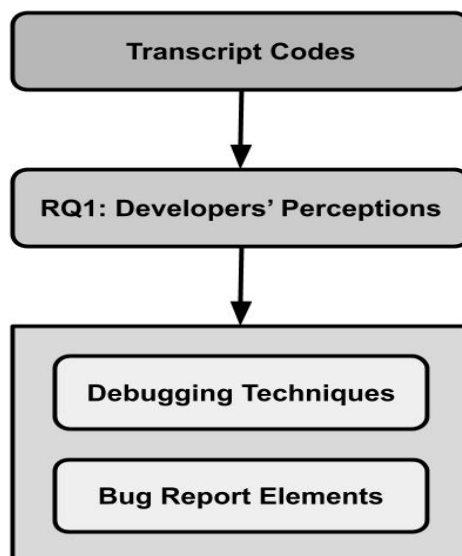 Transcript Codes
RQ1: Developers’ Perceptions
Debugging Techniques
Bug Report Elements